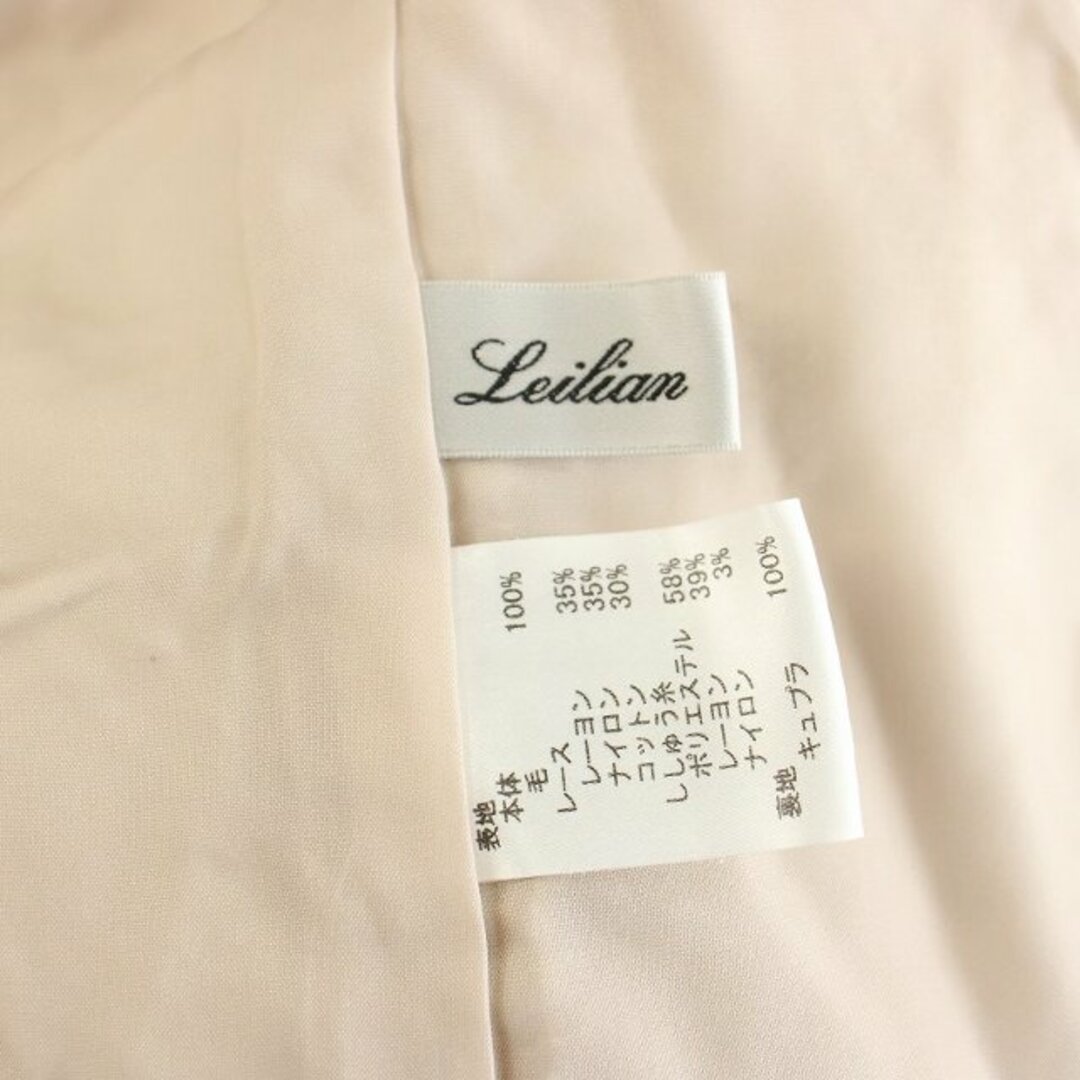 Leilian
表地
本体
毛 100%
レース
レーヨン 35%
ナイロン 35%
コットン 30%
ししゅう糸
ポリエステル 58%
レーヨン 39%
ナイロン 3%
裏地
キュプラ 100%